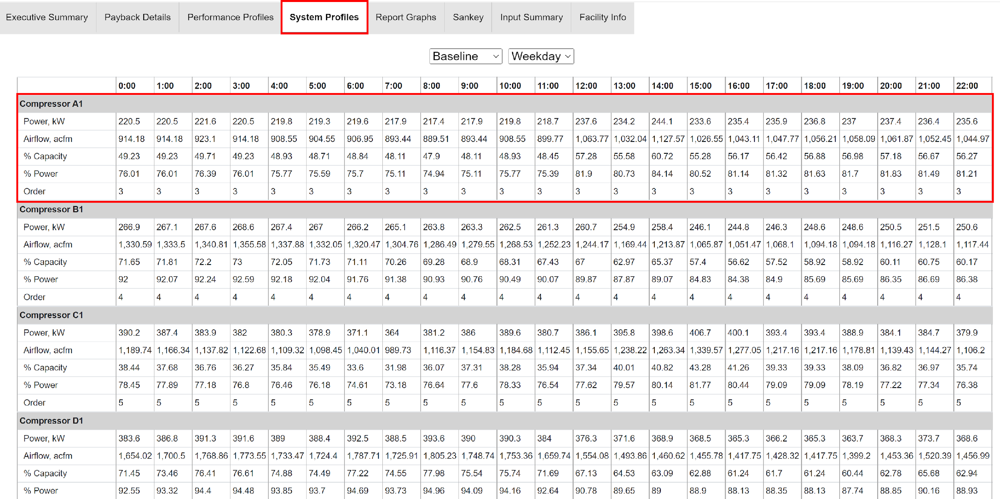 Executive Summary Payback Details Performance Profiles System Profiles Report Graphs Sankey Input Summary Facility Info
Baseline Weekday
0:00 1:00 2:00 3:00 4:00 5:00 6:00 7:00 8:00 9:00 10:00 11:00 12:00 13:00 14:00 15:00 16:00 17:00 18:00 19:00 20:00 21:00 22:00
Compressor A1
Power, kW 220.5 220.5 221.6 220.5 219.8 219.3 219.6 217.9 217.4 217.9 219.8 218.7 237.6 234.2 244.1 233.6 235.4 235.9 236.8 237 237.4 236.4 235.6
Airflow, acfm 914.18 914.18 923.1 914.18 908.55 904.55 906.95 893.44 889.51 893.44 908.55 899.77 1,063.77 1,032.04 1,127.57 1,026.55 1,043.11 1,047.77 1,056.21 1,058.09 1,061.87 1,052.45 1,044.97
% Capacity 49.23 49.23 49.71 49.23 48.93 48.71 48.84 48.11 47.9 48.11 48.93 48.45 57.28 55.58 60.72 55.28 56.17 56.42 56.88 56.98 57.18 56.67 56.27
% Power 76.01 76.01 76.39 76.01 75.77 75.59 75.7 75.11 74.94 75.11 75.77 75.39 81.9 80.73 84.14 80.52 81.14 81.32 81.63 81.7 81.83 81.49 81.21
Order 3 3 3 3 3 3 3 3 3 3 3 3 3 3 3 3 3 3 3 3 3 3 3
Compressor B1
Power, kW 266.9 267.1 267.6 268.6 267.4 267 266.2 265.1 263.8 263.3 262.5 261.3 260.7 254.9 258.4 246.1 244.8 246.3 248.6 248.6 250.5 251.5 250.6
Airflow, acfm 1,330.59 1,333.5 1,340.81 1,355.58 1,337.88 1,332.05 1,320.47 1,304.76 1,286.49 1,279.55 1,268.53 1,252.23 1,244.17 1,169.44 1,213.87 1,065.87 1,051.47 1,068.1 1,094.18 1,094.18 1,116.27 1,128.1 1,117.44
% Capacity 71.65 71.81 72.2 73 72.05 71.73 71.11 70.26 69.28 68.9 68.31 67.43 67 62.97 65.37 57.4 56.62 57.52 58.92 58.92 60.11 60.75 60.17
% Power 92 92.07 92.24 92.59 92.18 92.04 91.76 91.38 90.93 90.76 90.49 90.07 89.87 87.87 89.07 84.83 84.38 84.9 85.69 85.69 86.35 86.69 86.38
Order 4 4 4 4 4 4 4 4 4 4 4 4 4 4 4 4 4 4 4 4 4 4 4
Compressor C1
Power, kW 390.2 387.4 383.9 382 380.3 378.9 371.1 364 381.2 386 389.6 380.7 386.1 395.8 398.6 406.7 400.1 393.4 393.4 388.9 384.1 384.7 379.9
Airflow, acfm 1,189.74 1,166.34 1,137.82 1,122.68 1,109.32 1,098.45 1,040.01 989.73 1,116.37 1,154.83 1,184.68 1,112.45 1,155.65 1,238.22 1,263.34 1,339.57 1,277.05 1,217.16 1,217.16 1,178.81 1,139.43 1,144.27 1,106.2
% Capacity 38.44 37.68 36.76 36.27 35.84 35.49 33.6 31.98 36.07 37.31 38.28 35.94 37.34 40.01 40.82 43.28 41.26 39.33 39.33 38.09 36.82 36.97 35.74
% Power 78.45 77.89 77.18 76.8 76.46 76.18 74.61 73.18 76.64 77.6 78.33 76.54 77.62 79.57 80.14 81.77 80.44 79.09 79.09 78.19 77.22 77.34 76.38
Order 5 5 5 5 5 5 5 5 5 5 5 5 5 5 5 5 5 5 5 5 5 5 5
Compressor D1
Power, kW 383.6 386.8 391.3 391.6 389 388.4 392.5 388.5 393.6 390 390.3 384 376.3 371.6 368.9 368.5 365.3 366.2 365.3 363.7 368.3 373.7 368.6
Airflow, acfm 1,654.02 1,700.5 1,768.86 1,773.55 1,733.47 1,724.4 1,787.71 1,725.91 1,805.23 1,748.74 1,753.36 1,659.74 1,554.08 1,493.86 1,460.62 1,455.78 1,417.75 1,428.32 1,417.75 1,399.2 1,453.36 1,520.39 1,456.99
% Capacity 71.45 73.46 76.41 76.61 74.88 74.49 77.22 74.55 77.98 75.54 75.74 71.69 67.13 64.53 63.09 62.88 61.24 61.7 61.24 60.44 62.78 65.68 62.94
% Power 92.55 93.32 94.4 94.48 93.85 93.7 94.69 93.73 94.96 94.09 94.16 92.64 90.78 89.65 89 88.9 88.13 88.35 88.13 87.74 88.85 90.16 88.93